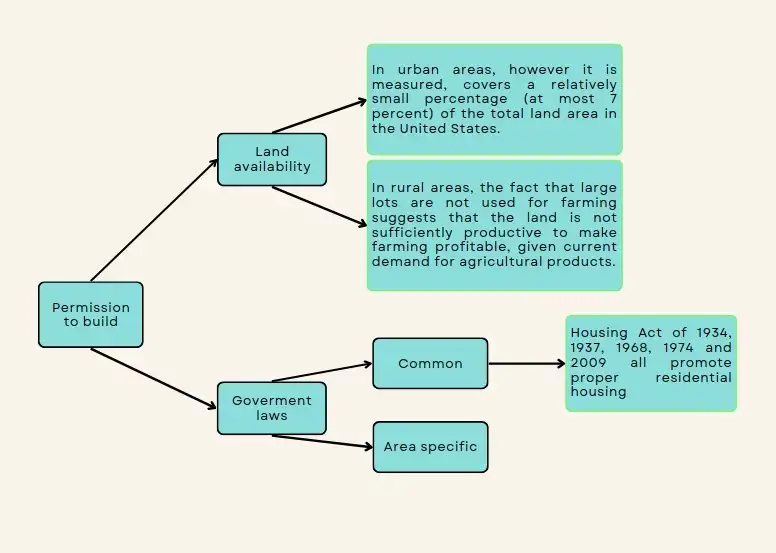 In urban areas, however it is
measured, covers a relatively
small percentage (at most 7
percent) of the total land area in
the United States.
Land
availability
In rural areas, the fact that large
lots are not used for farming
suggests that the land is not
sufficiently productive to make
farming profitable, given current
demand for agricultural products.
Permission
to build
Goverment
laws
Common
Housing Act of 1934,
1937, 1968, 1974 and
2009 all promote
proper residential
housing
Area specific